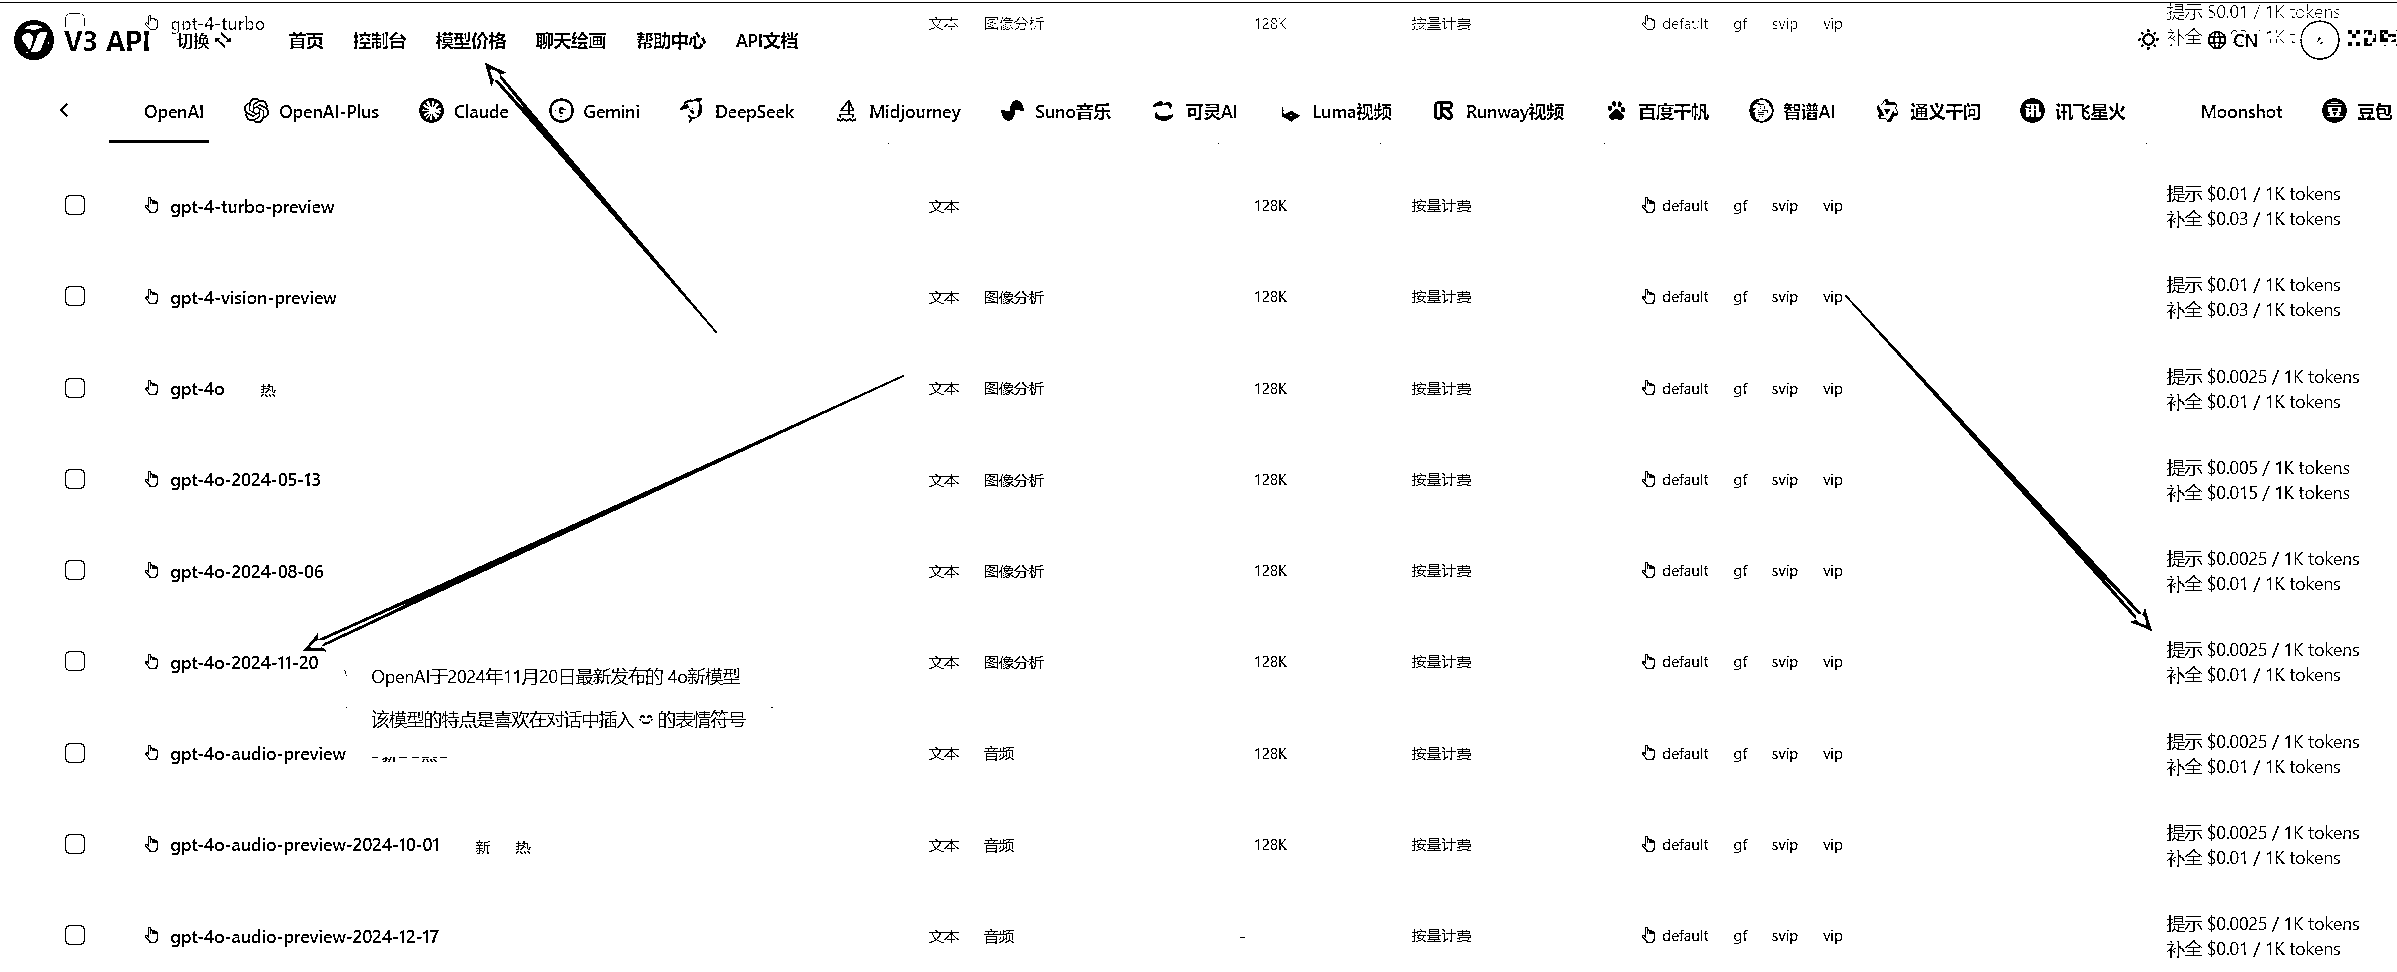 gpt-4-turbo 文本 图像分析 128K 按量计费 default gf svip vip 提示 $0.01 / 1K tokens
V3 API 切换 首页 控制台 模型价格 聊天绘画 帮助中心 API文档 补全 CN
OpenAI OpenAI-Plus Claude Gemini DeepSeek Midjourney Suno音乐 可灵AI Luma视频 Runway视频 百度千帆 智谱AI 通义千问 讯飞星火 Moonshot 豆包
gpt-4-turbo-preview 文本 128K 按量计费 default gf svip vip 提示 $0.01 / 1K tokens
补全 $0.03 / 1K tokens
gpt-4-vision-preview 文本 图像分析 128K 按量计费 default gf svip vip 提示 $0.01 / 1K tokens
补全 $0.03 / 1K tokens
gpt-4o 热 文本 图像分析 128K 按量计费 default gf svip vip 提示 $0.0025 / 1K tokens
补全 $0.01 / 1K tokens
gpt-4o-2024-05-13 文本 图像分析 128K 按量计费 default gf svip vip 提示 $0.005 / 1K tokens
补全 $0.015 / 1K tokens
gpt-4o-2024-08-06 文本 图像分析 128K 按量计费 default gf svip vip 提示 $0.0025 / 1K tokens
补全 $0.01 / 1K tokens
gpt-4o-2024-11-20 文本 图像分析 128K 按量计费 default gf svip vip 提示 $0.0025 / 1K tokens
补全 $0.01 / 1K tokens
OpenAI于2024年11月20日最新发布的 4o新模型
该模型的特点是喜欢在对话中插入 😊 的表情符号
gpt-4o-audio-preview 文本 音频 128K 按量计费 default gf svip vip 提示 $0.0025 / 1K tokens
补全 $0.01 / 1K tokens
gpt-4o-audio-preview-2024-10-01 新 热 文本 音频 128K 按量计费 default gf svip vip 提示 $0.0025 / 1K tokens
补全 $0.01 / 1K tokens
gpt-4o-audio-preview-2024-12-17 文本 音频 - 按量计费 default gf svip vip 提示 $0.0025 / 1K tokens
补全 $0.01 / 1K tokens